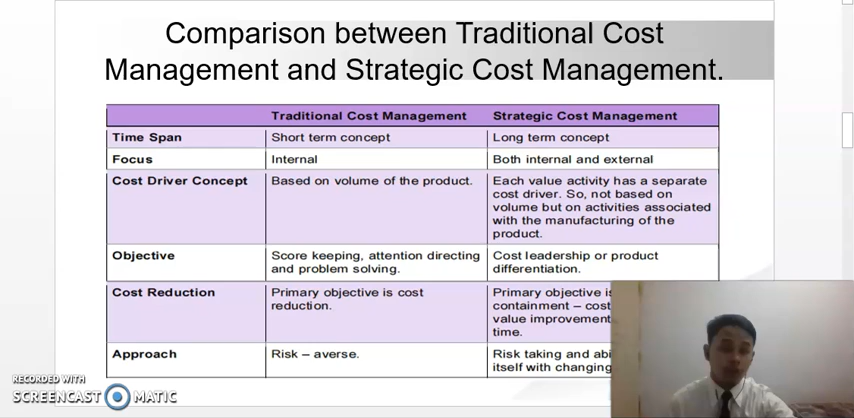 Comparison between Traditional Cost
Management and Strategic Cost Management.
Traditional Cost Management Strategic Cost Management
Time Span Short term concept Long term concept
Focus Internal Both internal and external
Cost Driver Concept Based on volume of the product. Each value activity has a separate
cost driver. So, not based on
volume but on activities associated
with the manufacturing of the
product.
Objective Score keeping, attention directing Cost leadership or product
and problem solving. differentiation.
Cost Reduction Primary objective is cost Primary objective is
reduction. containment – cost
value improvement
time.
Approach Risk – averse. Risk taking and
itself with changing
RECORDED WITH
SCREENCAST MATIC